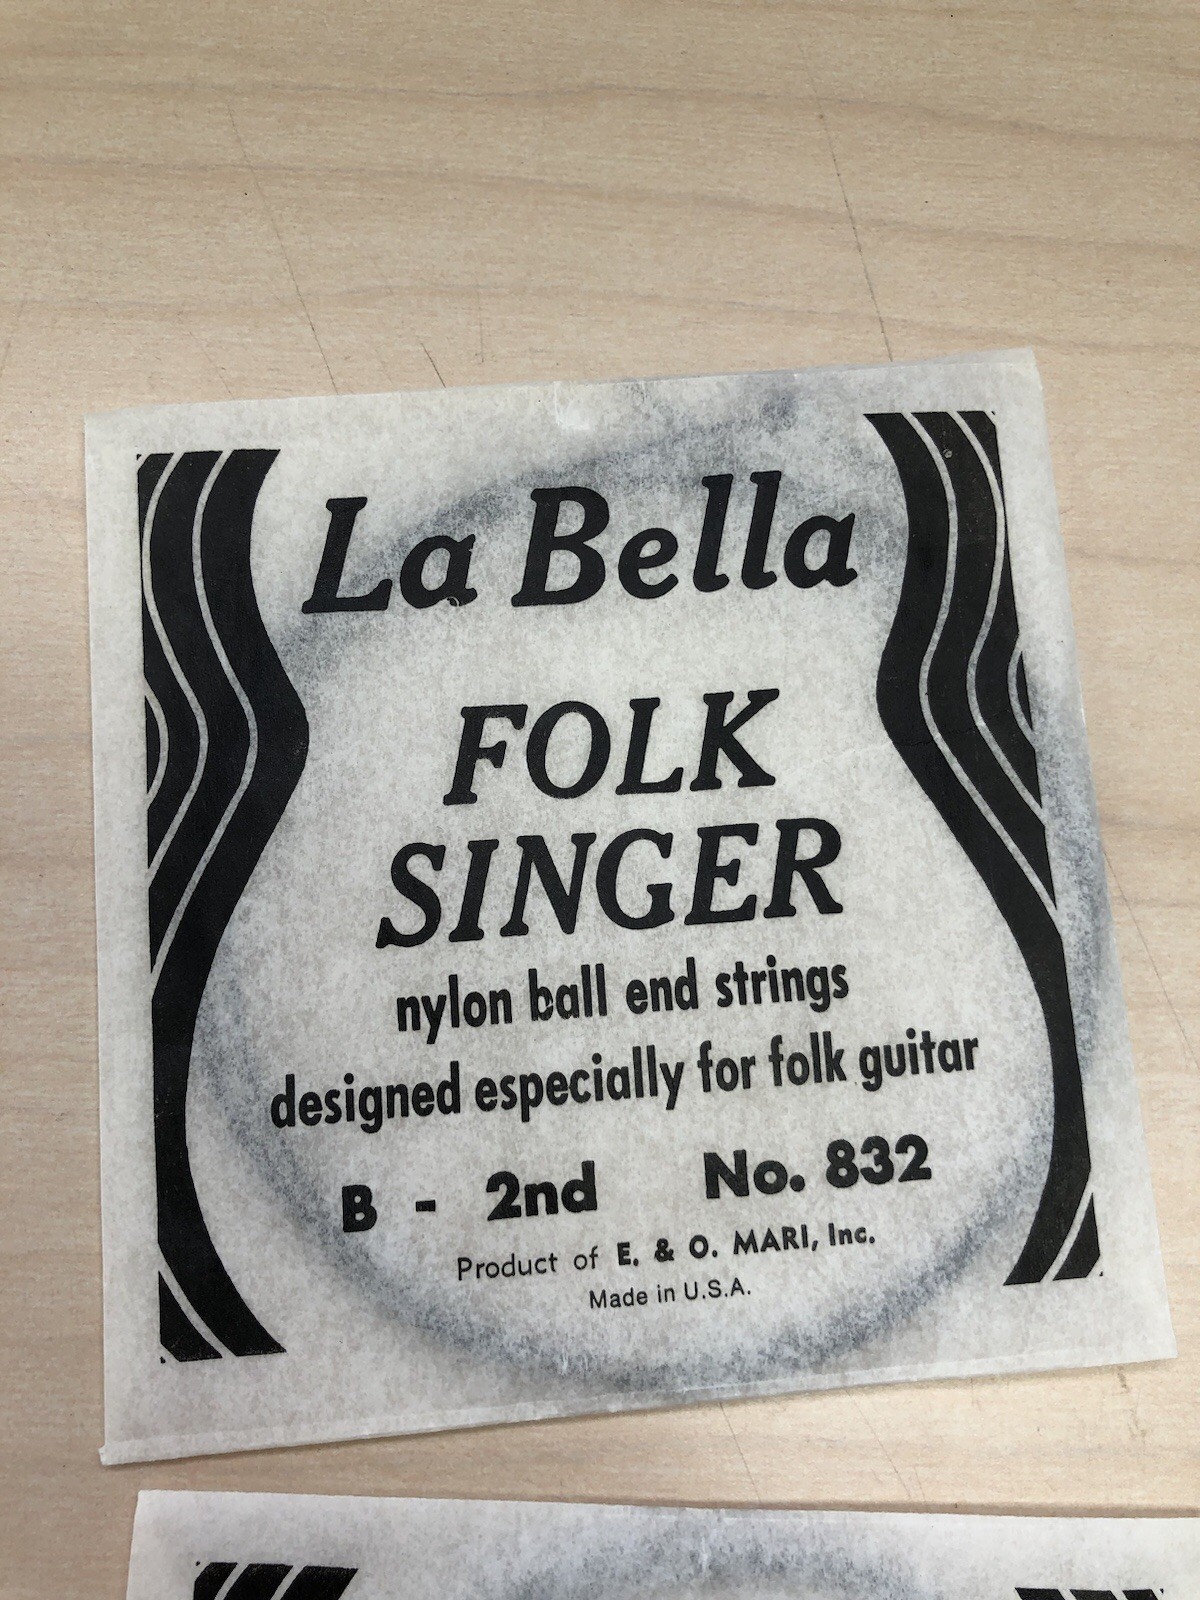 La Bella
FOLK
SINGER
nylon ball end strings
designed especially for folk guitar
B - 2nd No. 832
Product of E. & O. MARI, Inc.
Made in U.S.A.